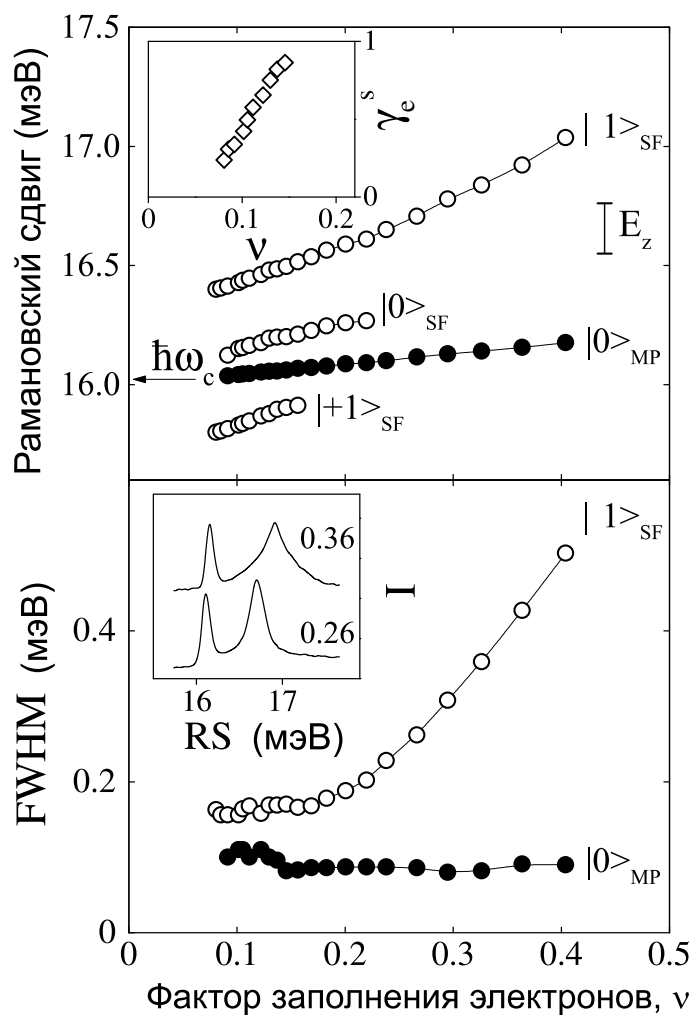 Рамановский сдвиг (мэВ)
17.5
17.0
16.5
16.0
1
0
γₑˢ
0 0.1 0.2
ν
| 1>SF
E_z
|0>SF
|0>MP
ħω_c
|+1>SF
FWHM (мэВ)
0.4
0.2
0
| 1>SF
0.36
0.26
I
16 17
RS (мэВ)
|0>MP
0 0.1 0.2 0.3 0.4 0.5
Фактор заполнения электронов, ν